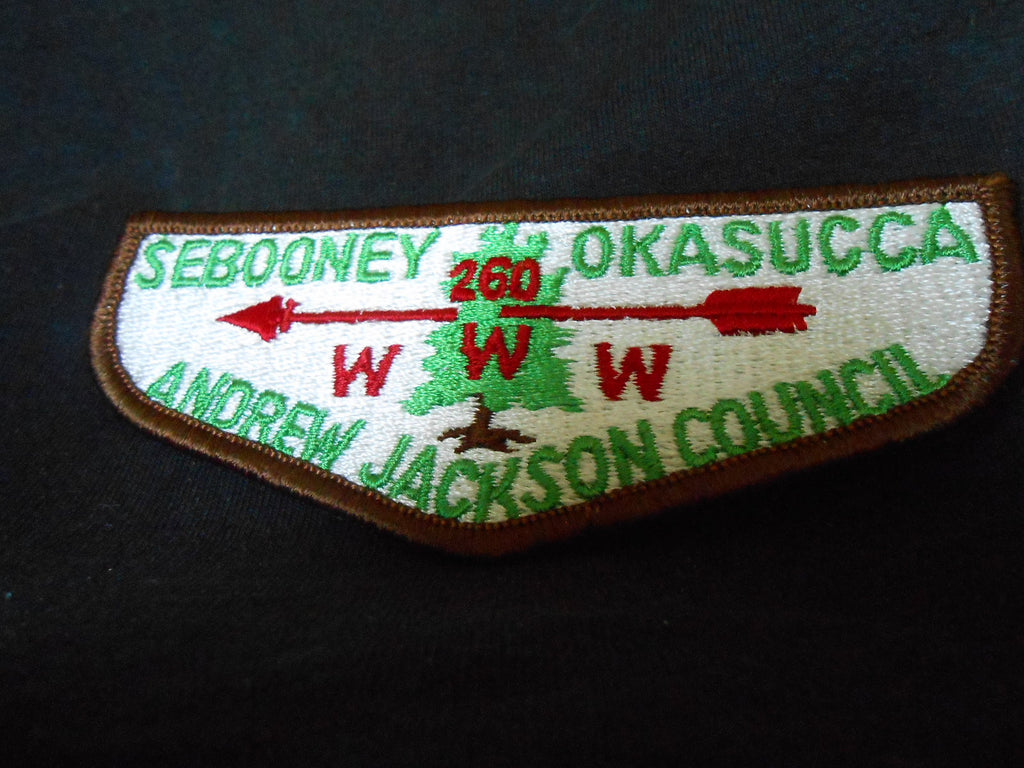 SEBOONEY OKASUCCA
260
W W W
ANDREW JACKSON COUNCIL